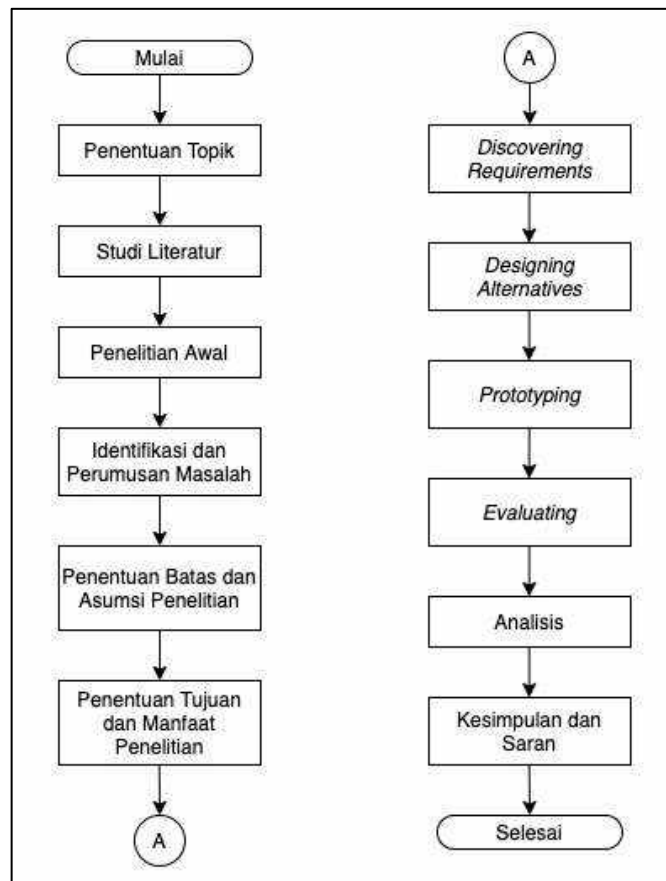 Mulai
Penentuan Topik
Studi Literatur
Penelitian Awal
Identifikasi dan
Perumusan Masalah
Penentuan Batas dan
Asumsi Penelitian
Penentuan Tujuan
dan Manfaat
Penelitian
A
A
Discovering
Requirements
Designing
Alternatives
Prototyping
Evaluating
Analisis
Kesimpulan dan
Saran
Selesai